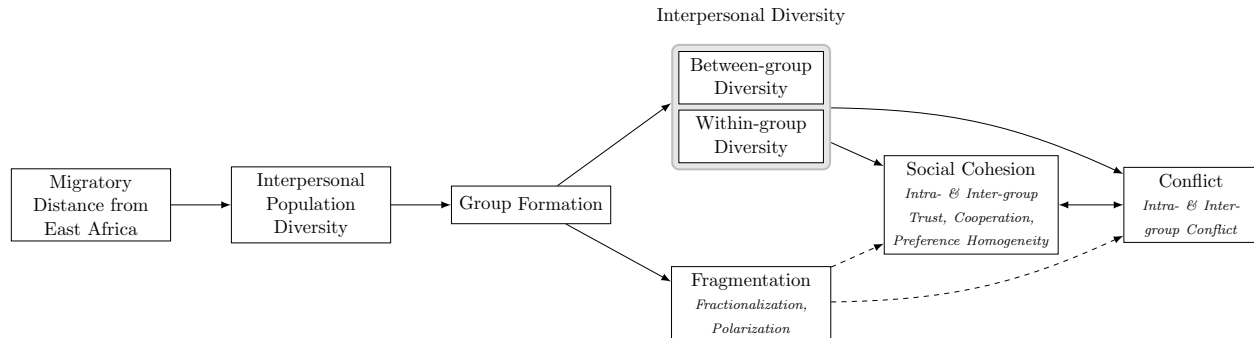 Interpersonal Diversity
Between-group
Diversity
Within-group
Diversity
Migratory
Distance from
East Africa
Interpersonal
Population
Diversity
Group Formation
Social Cohesion
Intra- & Inter-group
Trust, Cooperation,
Preference Homogeneity
Conflict
Intra- & Inter-
group Conflict
Fragmentation
Fractionalization,
Polarization